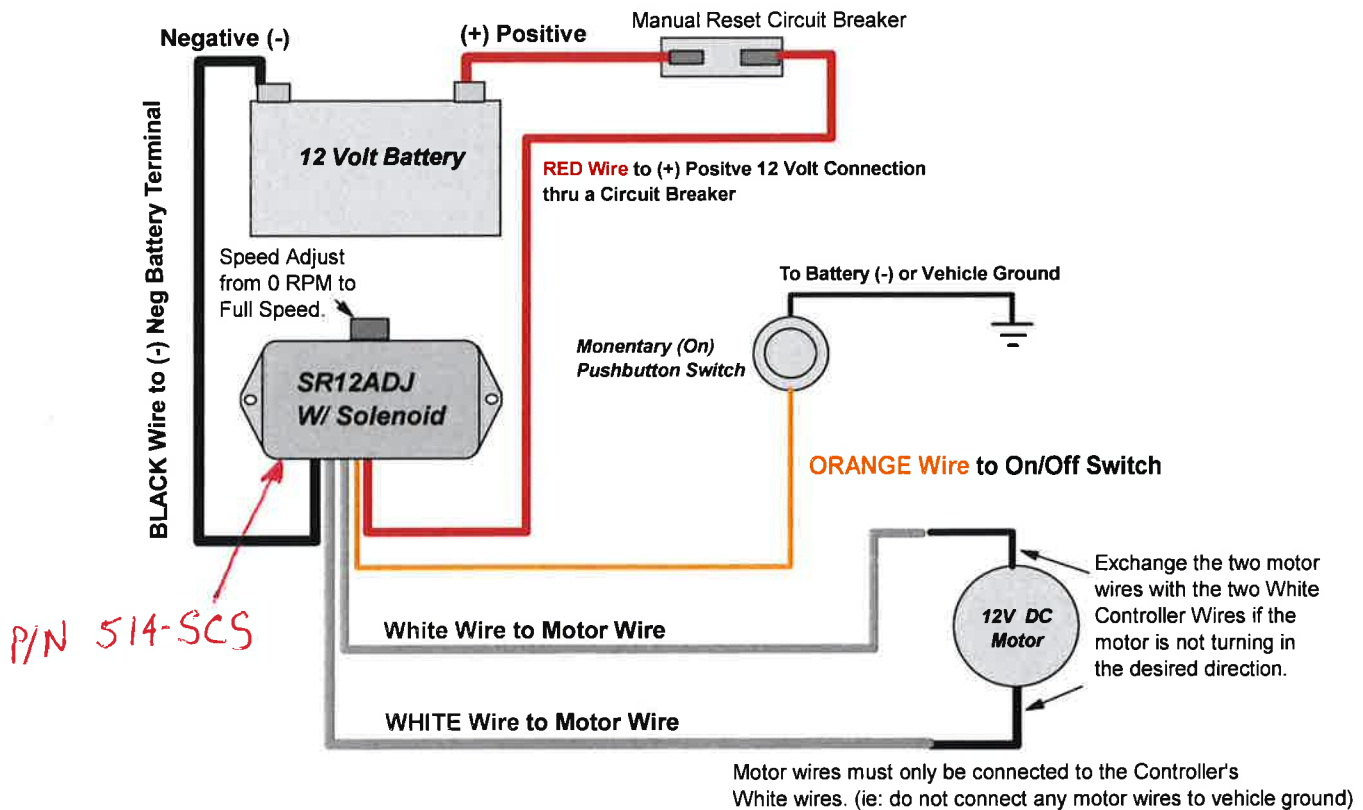 Manual Reset Circuit Breaker
Negative (-)
(+) Positive
12 Volt Battery
BLACK Wire to (-) Neg Battery Terminal
RED Wire to (+) Positve 12 Volt Connection
thru a Circuit Breaker
Speed Adjust
from 0 RPM to
Full Speed.
To Battery (-) or Vehicle Ground
Monentary (On)
Pushbutton Switch
SR12ADJ
W/ Solenoid
ORANGE Wire to On/Off Switch
P/N 514-SCS
White Wire to Motor Wire
12V DC
Motor
Exchange the two motor
wires with the two White
Controller Wires if the
motor is not turning in
the desired direction.
WHITE Wire to Motor Wire
Motor wires must only be connected to the Controller's
White wires. (ie: do not connect any motor wires to vehicle ground)